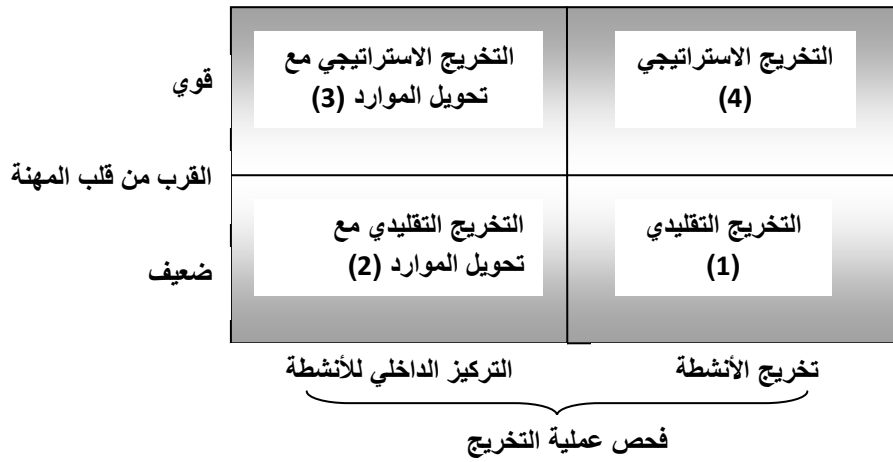 التخريج الاستراتيجي
(4)
التخريج الاستراتيجي مع
تحويل الموارد (3)
قوي
القرب من قلب المهنة
التخريج التقليدي
(1)
التخريج التقليدي مع
تحويل الموارد (2)
ضعيف
تخريج الأنشطة
التركيز الداخلي للأنشطة
فحص عملية التخريج